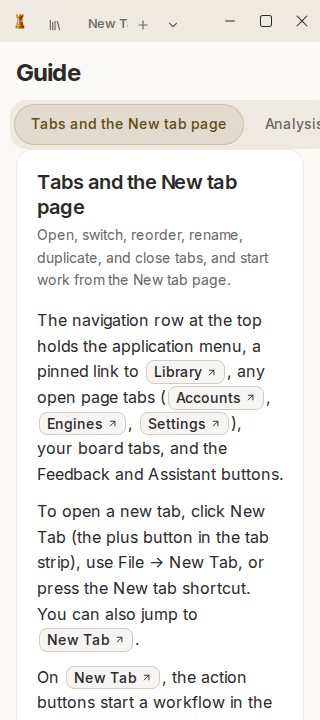 New Ta
Guide
Tabs and the New tab page
Analysis
Tabs and the New tab
page
Open, switch, reorder, rename,
duplicate, and close tabs, and start
work from the New tab page.
The navigation row at the top
holds the application menu, a
pinned link to Library ↗, any
open page tabs (Accounts ↗,
Engines ↗, Settings ↗),
your board tabs, and the
Feedback and Assistant buttons.
To open a new tab, click New
Tab (the plus button in the tab
strip), use File → New Tab, or
press the New tab shortcut.
You can also jump to
New Tab ↗.
On New Tab ↗, the action
buttons start a workflow in the